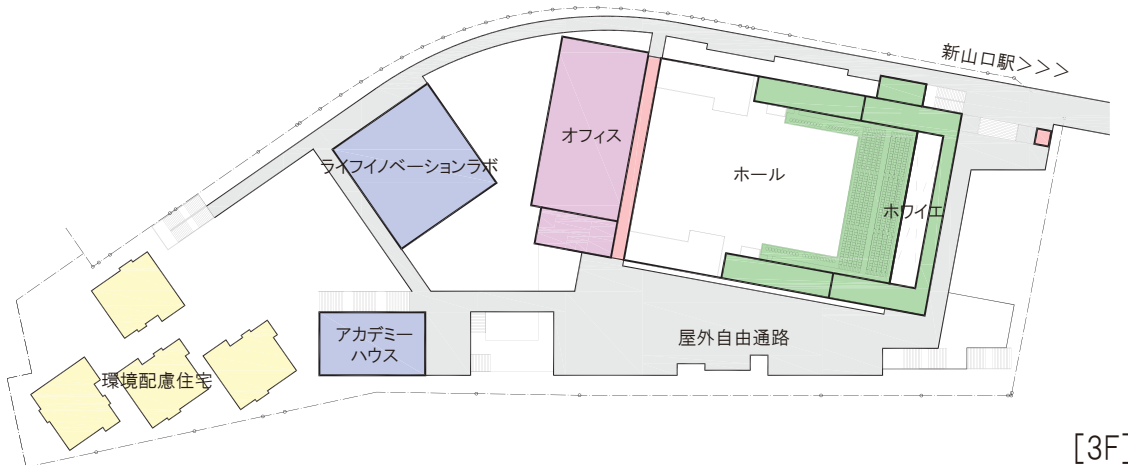 新山口駅>>>
オフィス
ライフイノベーションラボ
ホール
ホワイエ
アカデミー
ハウス
屋外自由通路
環境配慮住宅
[3F]